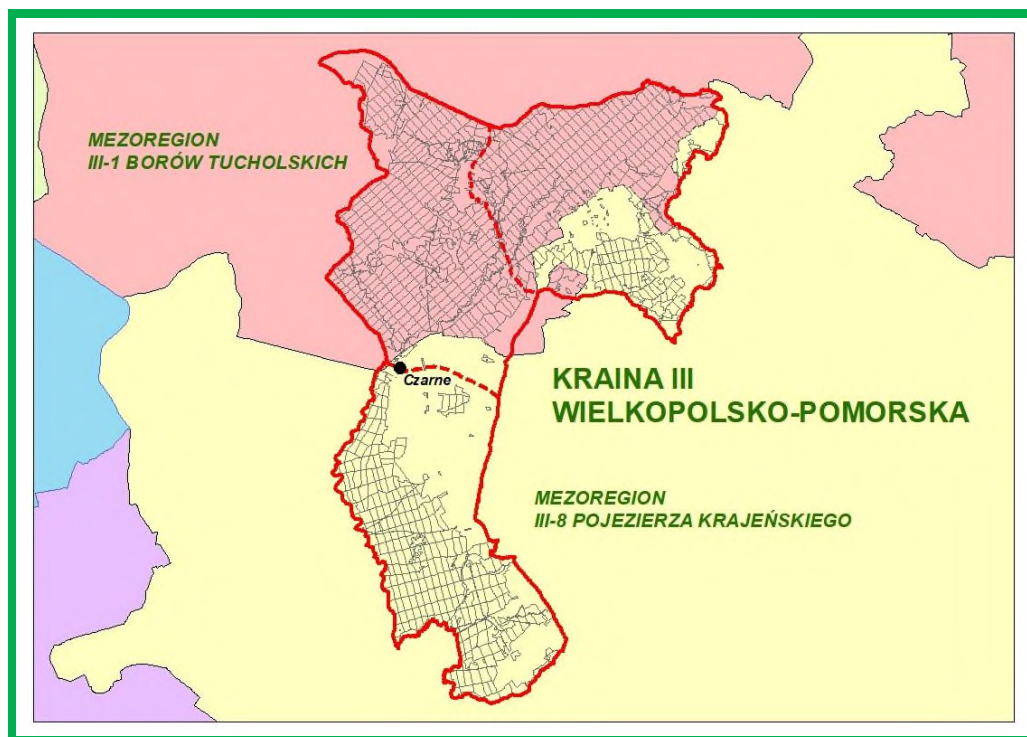 MEZOREGION
III-1 BORÓW TUCHOLSKICH
Czarne
KRAINA III
WIELKOPOLSKO-POMORSKA
MEZOREGION
III-8 POJEZIERZA KRAJEŃSKIEGO